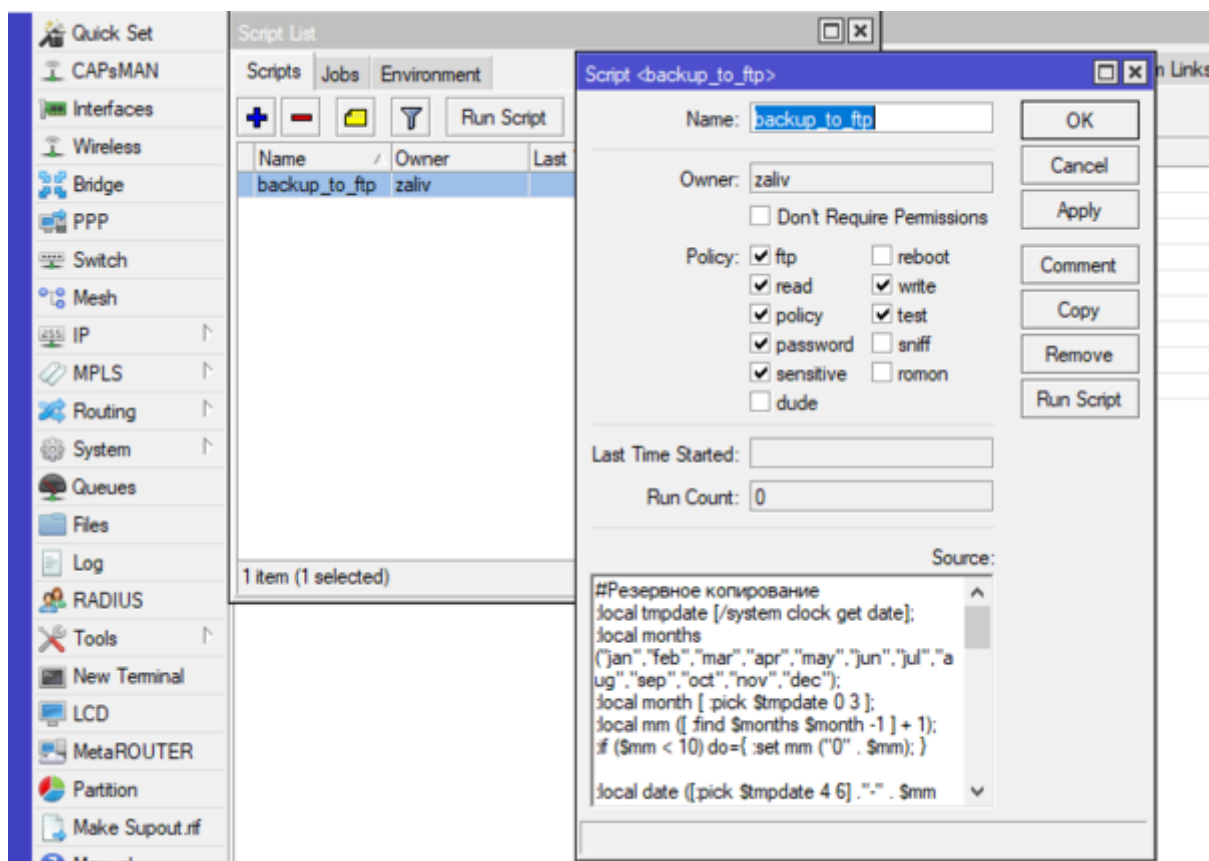 Quick Set
CAPsMAN
Interfaces
Wireless
Bridge
PPP
Switch
Mesh
IP
MPLS
Routing
System
Queues
Files
Log
RADIUS
Tools
New Terminal
LCD
MetaROUTER
Partition
Make Supout.rif
Script List
Scripts Jobs Environment
Run Script
Name Owner Last
backup_to_ftp zaliv
1 item (1 selected)
Script <backup_to_ftp>
Name: backup_to_ftp
Owner: zaliv
Don't Require Permissions
Policy: ftp reboot
read write
policy test
password sniff
sensitive romon
dude
Last Time Started:
Run Count: 0
Source:
#Резервное копирование
:local tmpdate [/system clock get date];
:local months
("jan","feb","mar","apr","may","jun","jul","a
ug","sep","oct","nov","dec");
:local month [ :pick $tmpdate 0 3 ];
:local mm ([ :find $months $month -1 ] + 1);
:if ($mm < 10) do={ :set mm ("0" . $mm); }
:local date ([:pick $tmpdate 4 6] ."-" . $mm
OK
Cancel
Apply
Comment
Copy
Remove
Run Script
Links